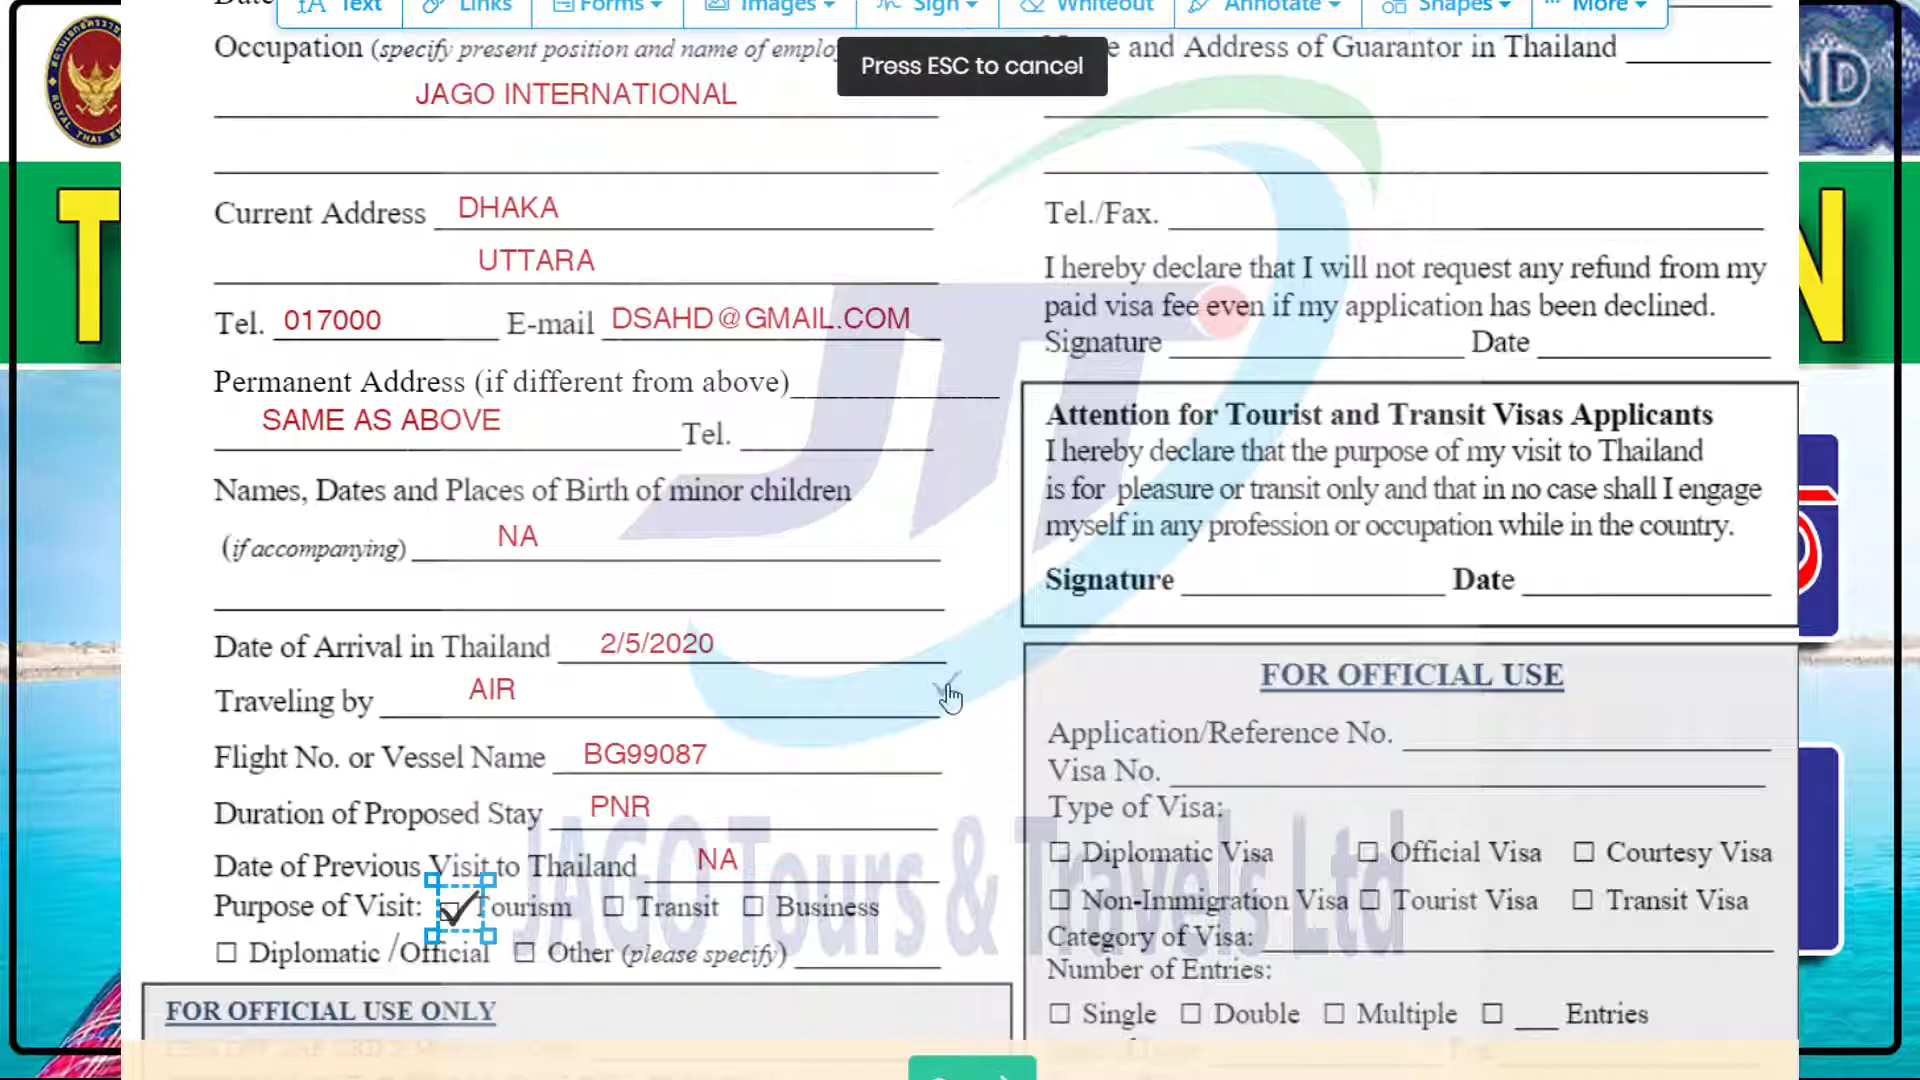 Text Links Forms Images Sign Whiteout Annotate Shapes More
Press ESC to cancel
Occupation (specify present position and name of emplo
JAGO INTERNATIONAL
Current Address DHAKA
UTTARA
Tel. 017000 E-mail DSAHD@GMAIL.COM
Permanent Address (if different from above)
SAME AS ABOVE Tel.
Names, Dates and Places of Birth of minor children
(if accompanying) NA
Date of Arrival in Thailand 2/5/2020
Traveling by AIR
Flight No. or Vessel Name BG99087
Duration of Proposed Stay PNR
Date of Previous Visit to Thailand NA
Purpose of Visit: Tourism ☐ Transit ☐ Business
☐ Diplomatic /Official ☐ Other (please specify)
FOR OFFICIAL USE ONLY
e and Address of Guarantor in Thailand
Tel./Fax.
I hereby declare that I will not request any refund from my
paid visa fee even if my application has been declined.
Signature Date
Attention for Tourist and Transit Visas Applicants
I hereby declare that the purpose of my visit to Thailand
is for pleasure or transit only and that in no case shall I engage
myself in any profession or occupation while in the country.
Signature Date
FOR OFFICIAL USE
Application/Reference No.
Visa No.
Type of Visa:
☐ Diplomatic Visa ☐ Official Visa ☐ Courtesy Visa
☐ Non-Immigration Visa ☐ Tourist Visa ☐ Transit Visa
Category of Visa:
Number of Entries:
☐ Single ☐ Double ☐ Multiple ☐ ___ Entries
JTI
JAGO Tours & Travels Ltd
T
N
ND
ROYAL THAI E